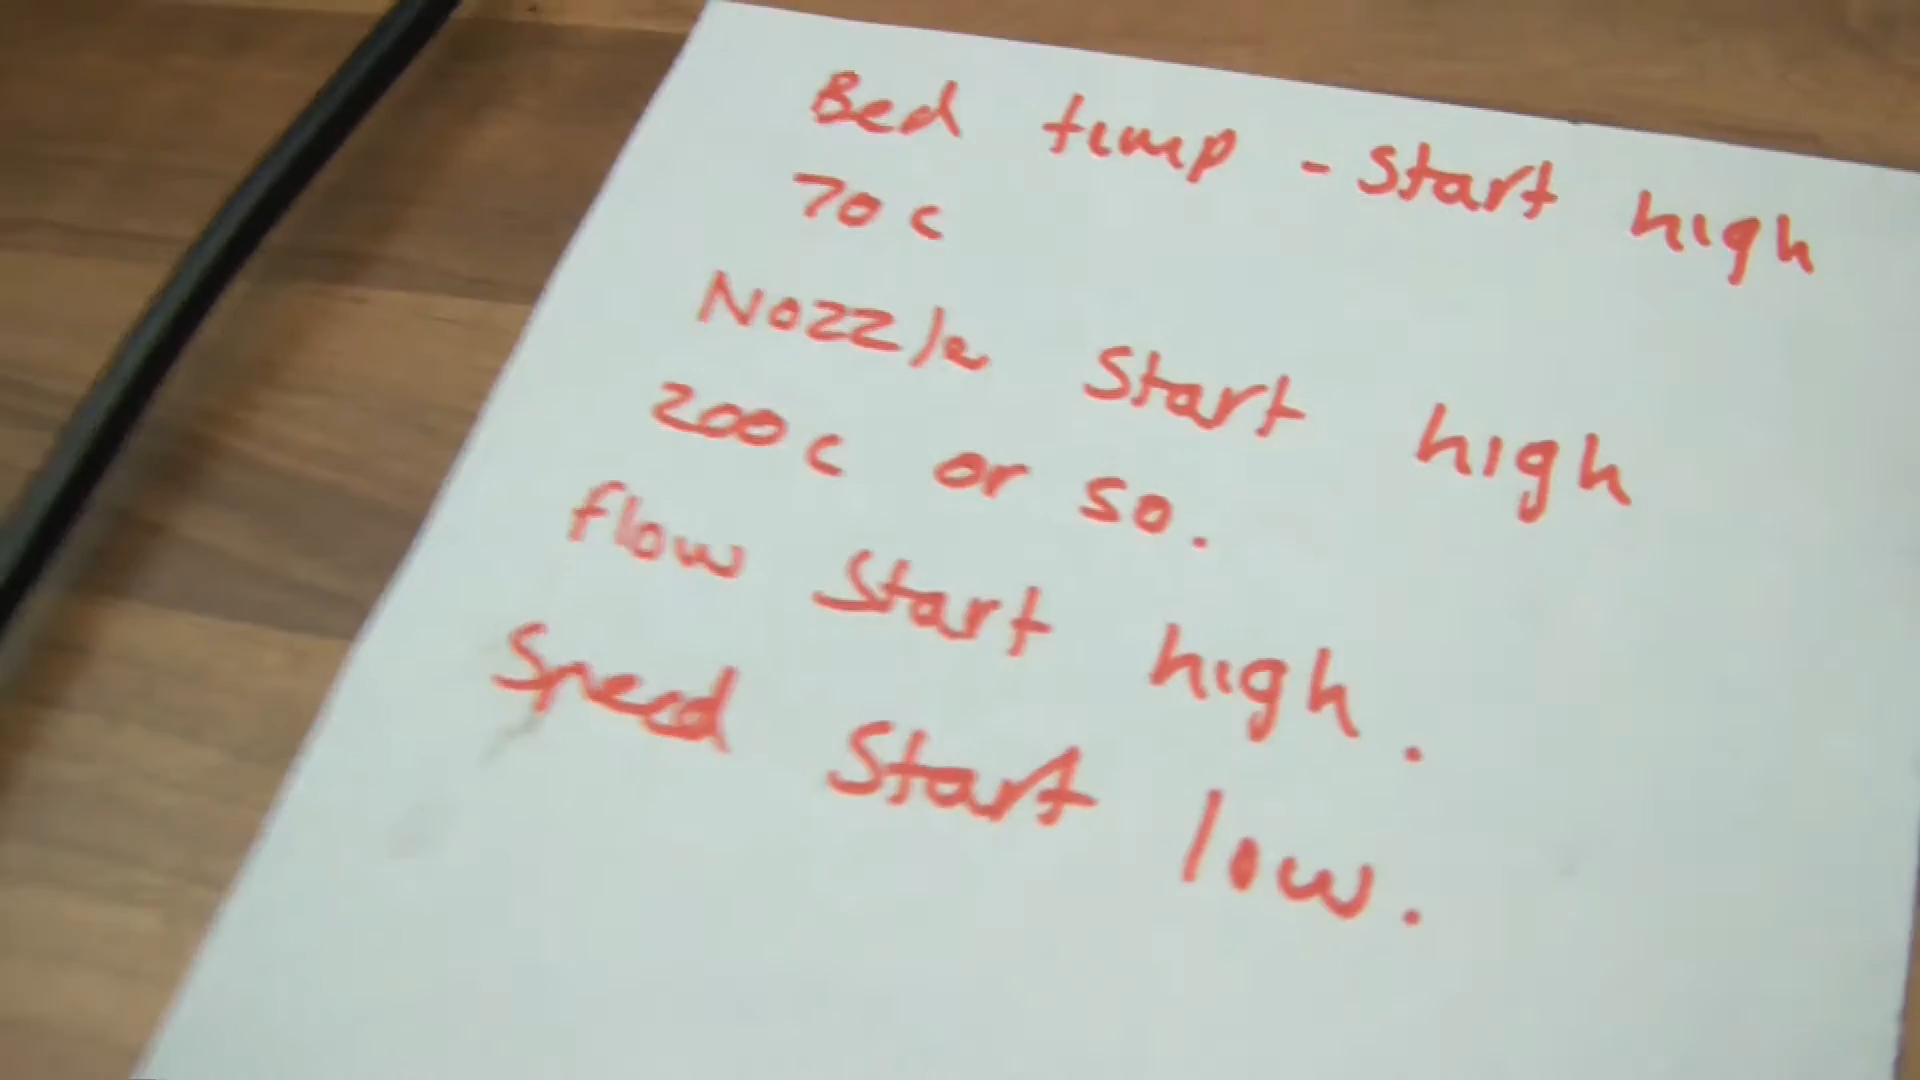 Bed temp - Start high
70c
Nozzle Start high
200c or so.
flow Start high.
Speed Start low.